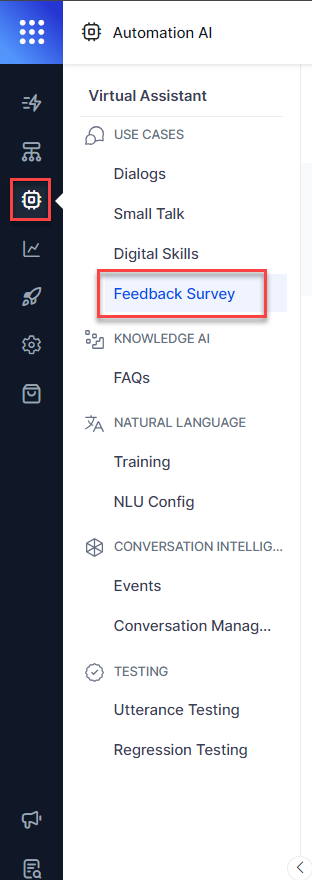 Automation AI
Virtual Assistant
USE CASES
Dialogs
Small Talk
Digital Skills
Feedback Survey
KNOWLEDGE AI
FAQs
NATURAL LANGUAGE
Training
NLU Config
CONVERSATION INTELLIG...
Events
Conversation Manag...
TESTING
Utterance Testing
Regression Testing